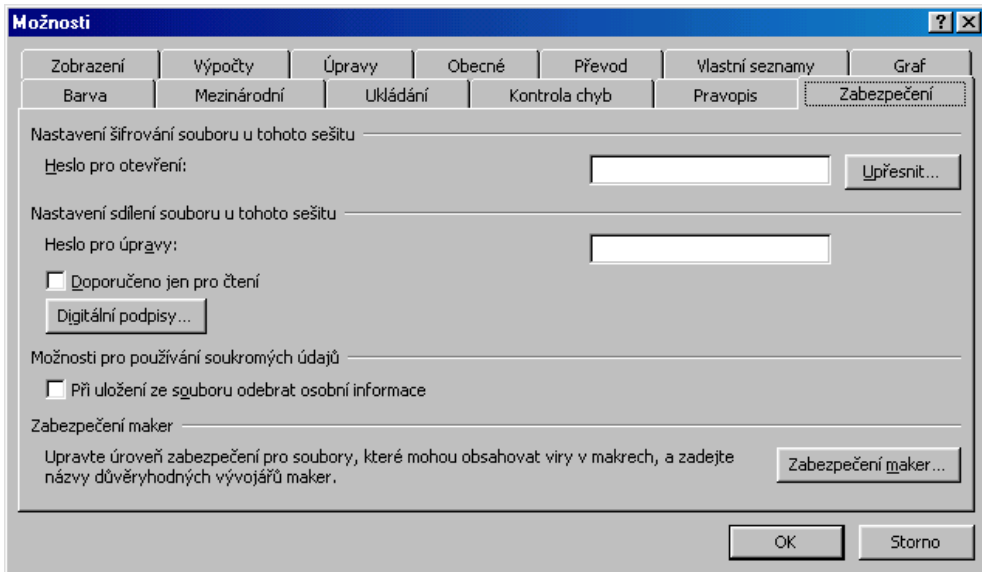 Možnosti
Zobrazení Výpočty Úpravy Obecné Převod Vlastní seznamy Graf
Barva Mezinárodní Ukládání Kontrola chyb Pravopis Zabezpečení
Nastavení šifrování souboru u tohoto sešitu
Heslo pro otevření:
Upřesnit...
Nastavení sdílení souboru u tohoto sešitu
Heslo pro úpravy:
Doporučeno jen pro čtení
Digitální podpisy...
Možnosti pro používání soukromých údajů
Při uložení ze souboru odebrat osobní informace
Zabezpečení maker
Upravte úroveň zabezpečení pro soubory, které mohou obsahovat viry v makrech, a zadejte
názvy důvěryhodných vývojářů maker.
Zabezpečení maker...
OK Storno